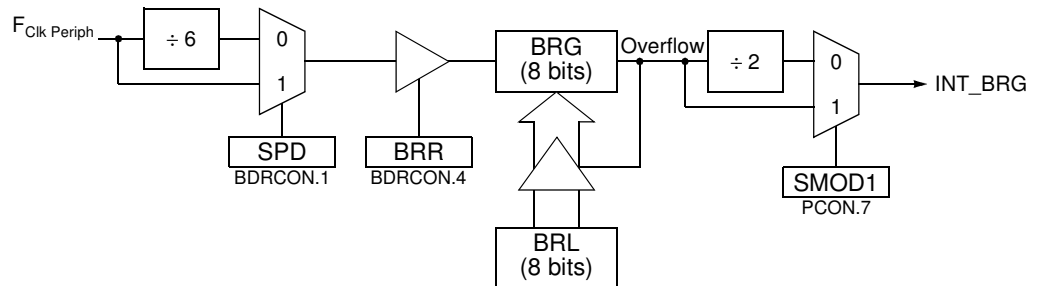 F Clk Periph
÷ 6
0
1
SPD
BDRCON.1
BRR
BDRCON.4
BRG
(8 bits)
Overflow
÷ 2
0
1
INT_BRG
SMOD1
PCON.7
BRL
(8 bits)